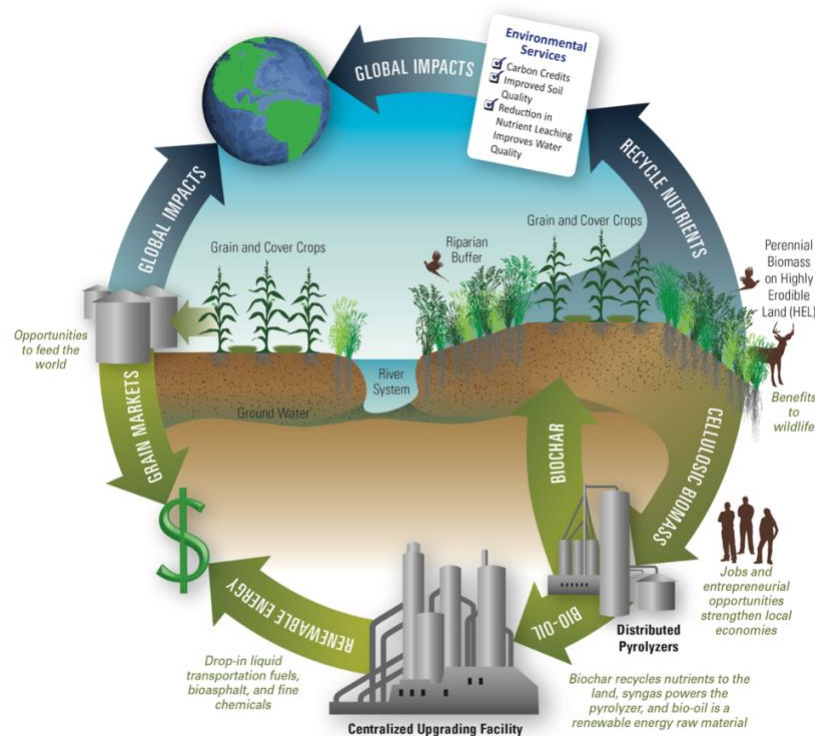 Environmental
Services
Carbon Credits
Improved Soil
Quality
Reduction in
Nutrient Leaching
Improves Water
Quality
GLOBAL IMPACTS
RECYCLE NUTRIENTS
GLOBAL IMPACTS
Grain and Cover Crops
Riparian
Buffer
Grain and Cover Crops
Perennial
Biomass
on Highly
Erodible
Land (HEL)
Opportunities
to feed the
world
River
System
Ground Water
Benefits
to
wildlife
GRAIN MARKETS
BIOCHAR
CELLULOSIC BIOMASS
$
Jobs and
entrepreneurial
opportunities
strengthen local
economies
RENEWABLE ENERGY
BIO-OIL
Distributed
Pyrolyzers
Drop-in liquid
transportation fuels,
bioasphalt, and fine
chemicals
Centralized Upgrading Facility
Biochar recycles nutrients to the
land, syngas powers the
pyrolyzer, and bio-oil is a
renewable energy raw material